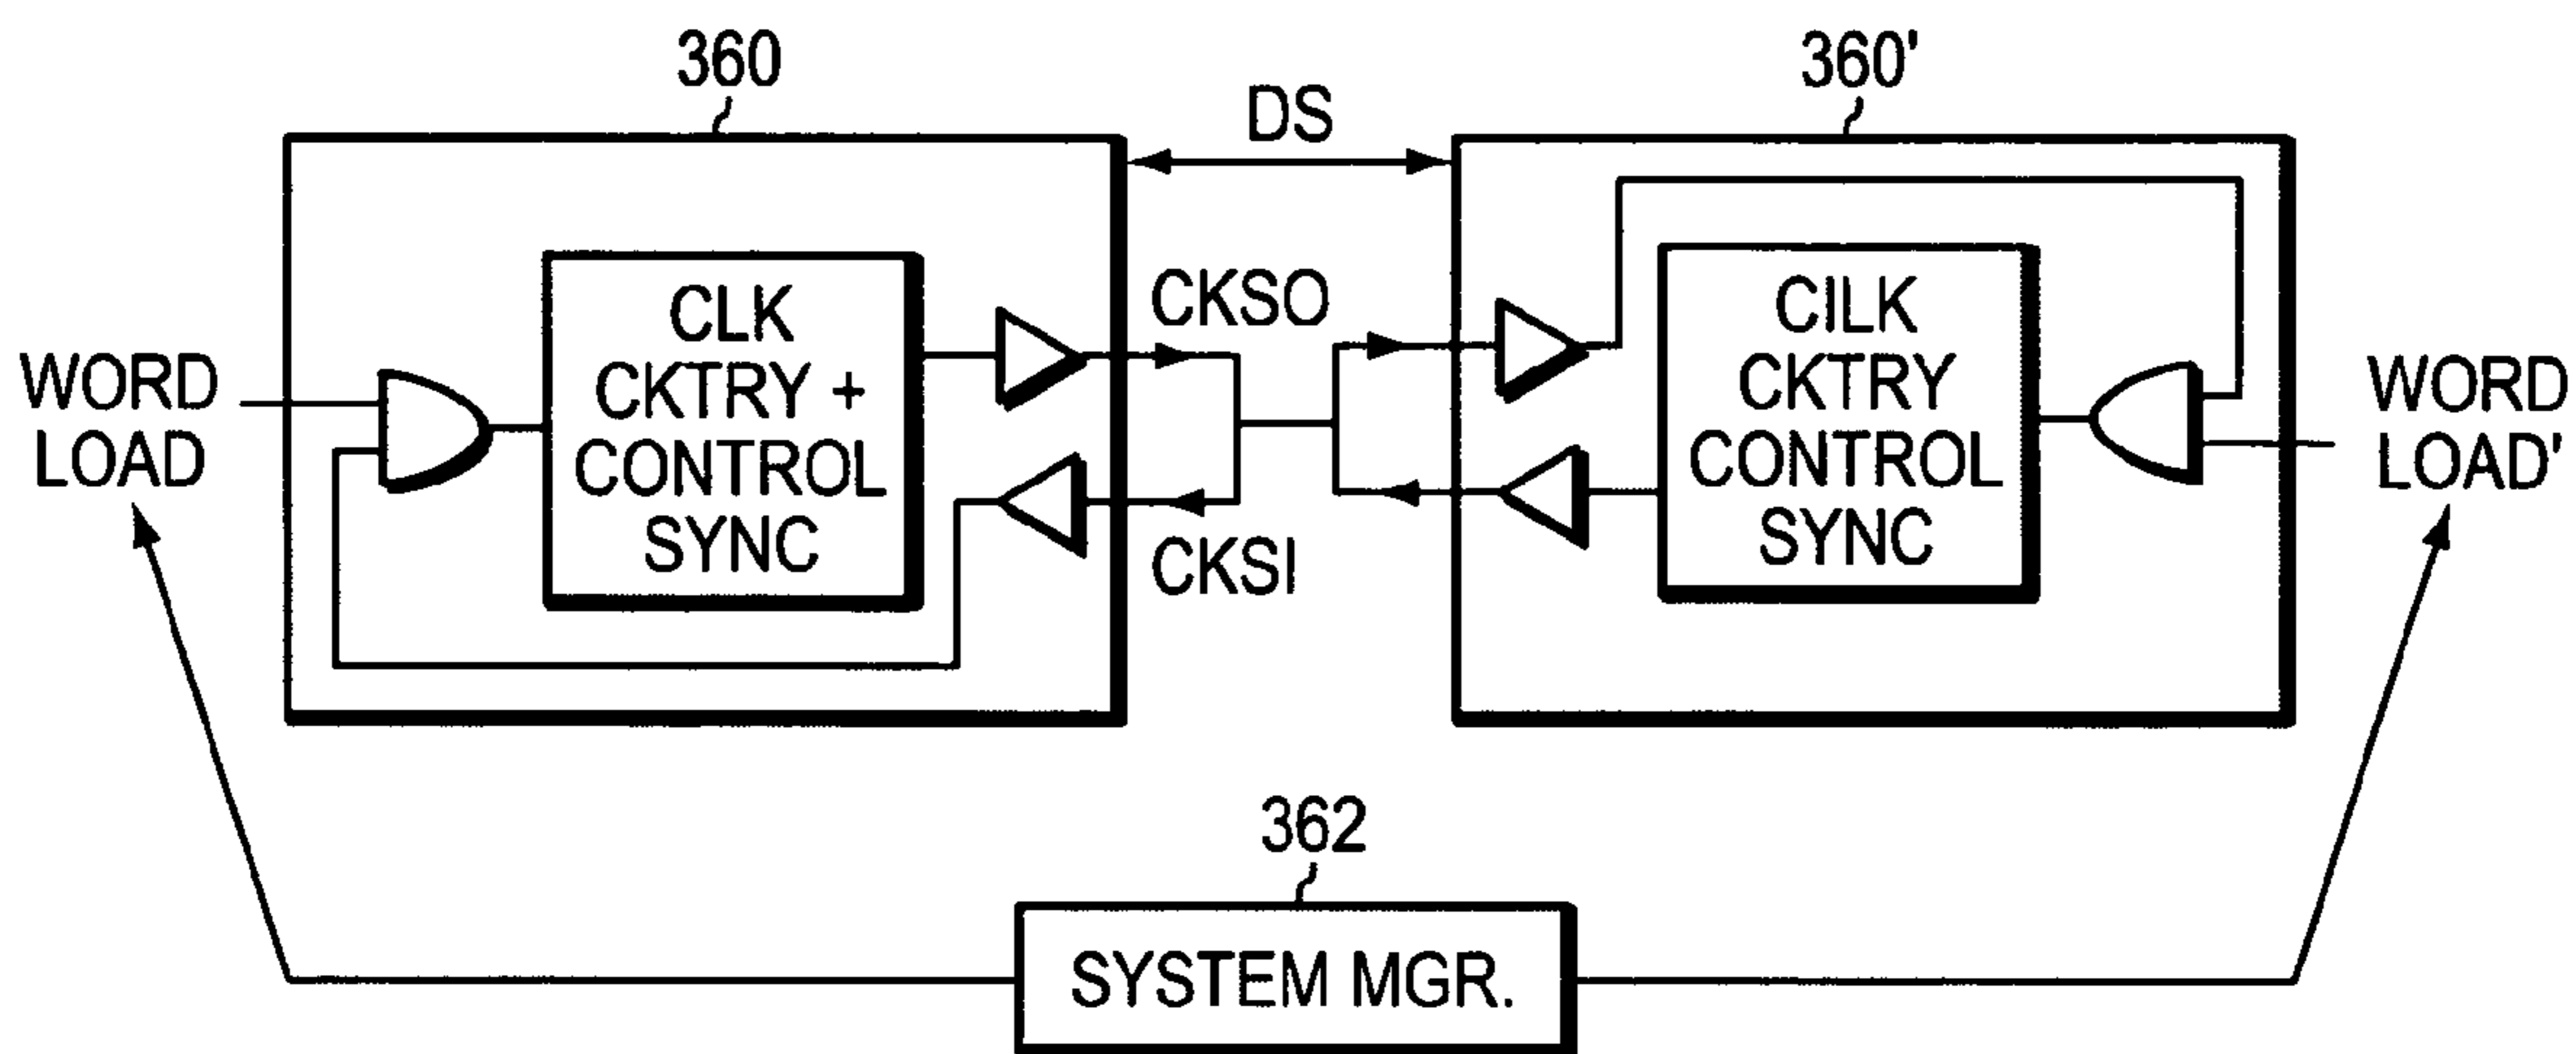 360
360'
DS
CLK
CKTRY +
CONTROL
SYNC
CKSO
CKSI
CILK
CKTRY
CONTROL
SYNC
WORD
LOAD
WORD
LOAD'
362
SYSTEM MGR.